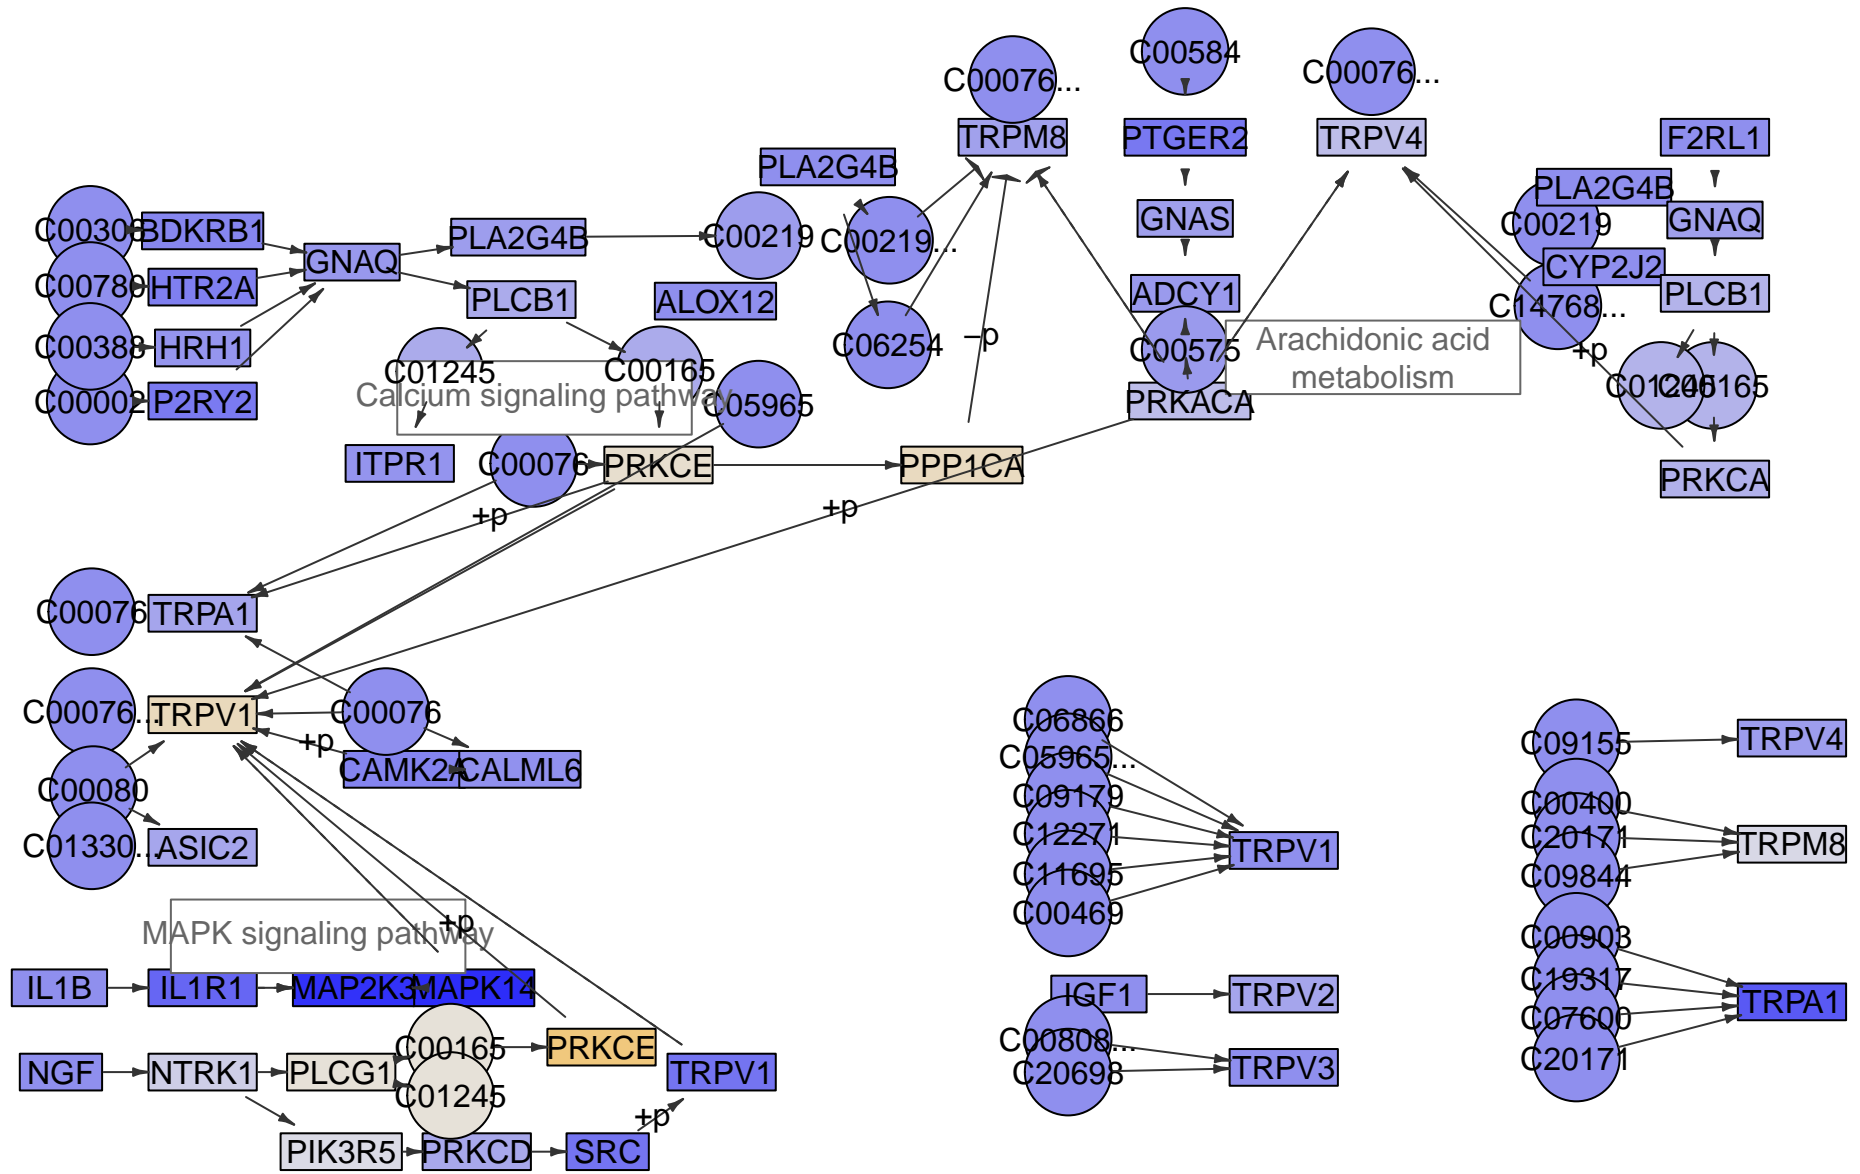 C00584
C00076...
C00076...
TRPM8
PTGER2
TRPV4
F2RL1
PLA2G4B
PLA2G4B
C00219
GNAS
GNAQ
BDKRB1
PLA2G4B
C00219
C00219...
GNAQ
CYP2J2
C00780
HTR2A
PLCB1
ALOX12
ADCY1
PLCB1
C14768...
C00388
HRH1
C06254
–p
C00575
Arachidonic acid
metabolism
+p
C01245
C00165
Calcium signaling pathway
C00002
P2RY2
C05965
PRKACA
C01245
C00165
ITPR1
C00076
PRKCE
PPP1CA
PRKCA
+p
+p
C00076
TRPA1
C00076...
TRPV1
C00076
+p
C06866
C09155
TRPV4
C05965...
C00080
CAMK2A
CALML6
C09179
C00400
C12271
C20171
TRPM8
C01330...
ASIC2
TRPV1
C11695
C09844
C00469
+p
MAPK signaling pathway
C00903
IL1B
IL1R1
MAP2K3
MAPK14
IGF1
TRPV2
C19317
TRPA1
C07600
C00165
PRKCE
C00808...
C20171
NGF
NTRK1
PLCG1
TRPV1
C20698
TRPV3
C01245
+p
PIK3R5
PRKCD
SRC